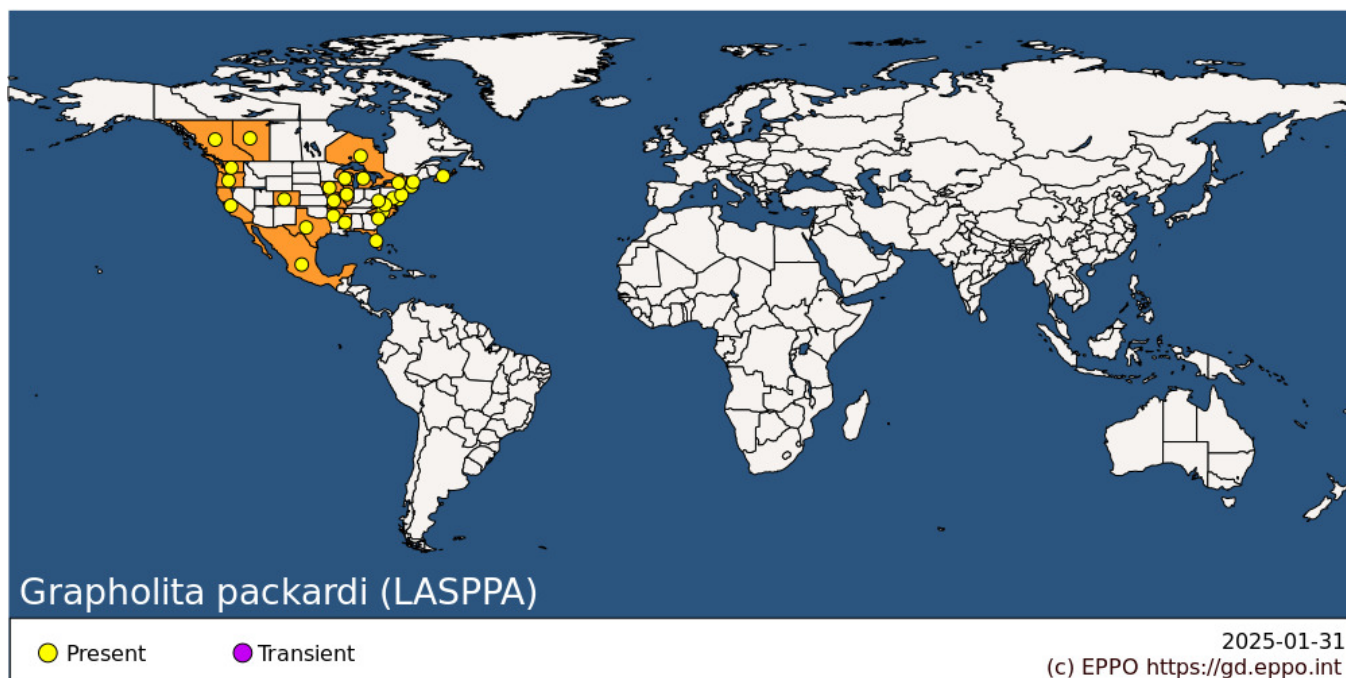 Grapholita packardi (LASPPA)
Present
Transient
2025-01-31
(c) EPPO https://gd.eppo.int